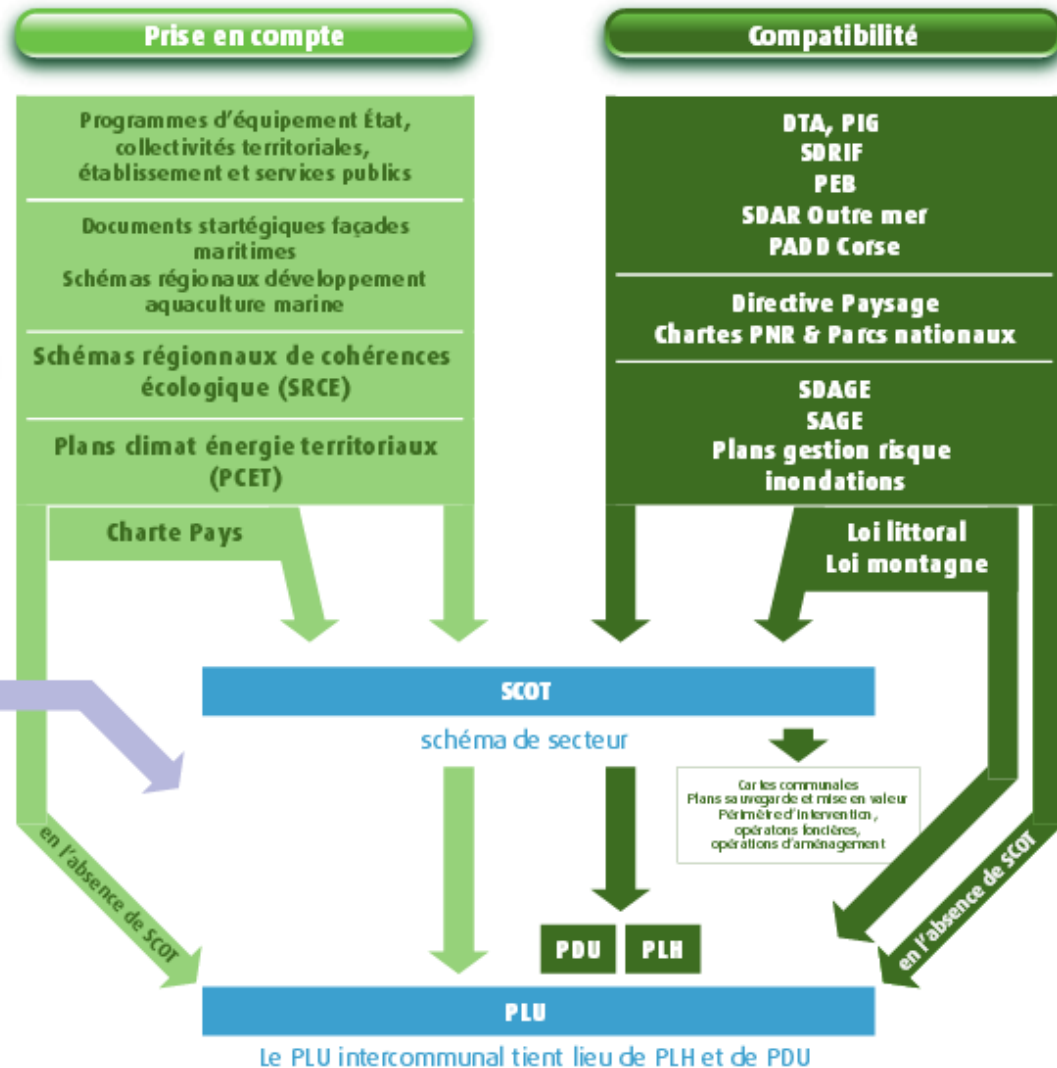 Prise en compte
Compatibilité
Programmes d'équipement État,
collectivités territoriales,
établissement et services publics
Documents startégiques façades
maritimes
Schémas régionaux développement
aquaculture marine
Schémas régionnaux de cohérences
écologique (SRCE)
Plans climat énergie territoriaux
(PCET)
Charte Pays
DTA, PIG
SDRIF
PEB
SDAR Outre mer
PADD Corse
Directive Paysage
Chartes PNR & Parcs nationaux
SDAGE
SAGE
Plans gestion risque
inondations
Loi littoral
Loi montagne
SCOT
schéma de secteur
Cartes communales
Plans sauvegarde et mise en valeur
Périmètre d'intervention,
opératons foncières,
opérations d'aménagement
en l'absence de SCOT
en l'absence de SCOT
PDU
PLH
PLU
Le PLU intercommunal tient lieu de PLH et de PDU